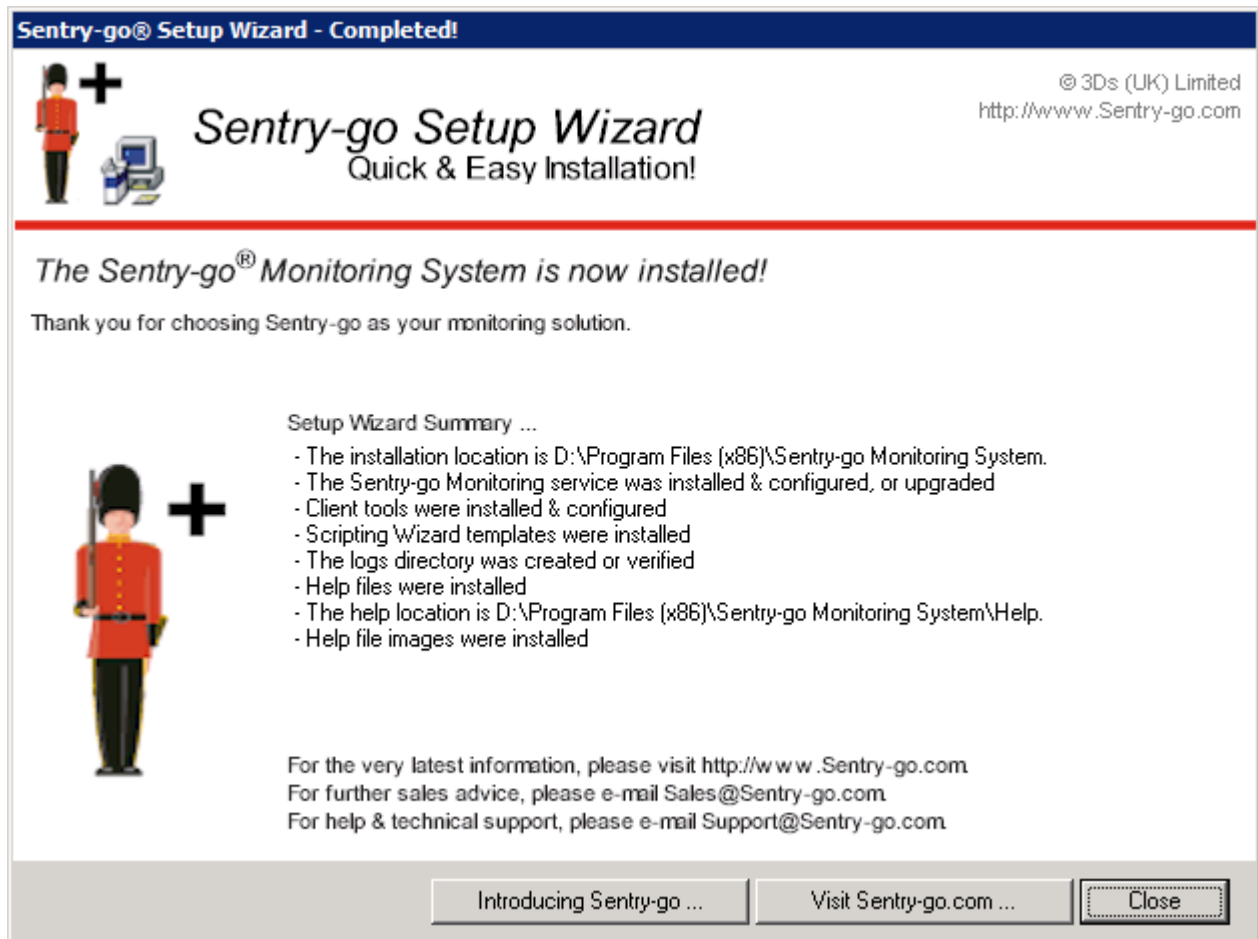 Sentry-go® Setup Wizard - Completed!
© 3Ds (UK) Limited
http://www.Sentry-go.com
Sentry-go Setup Wizard
Quick & Easy Installation!
The Sentry-go® Monitoring System is now installed!
Thank you for choosing Sentry-go as your monitoring solution.
Setup Wizard Summary ...
- The installation location is D:\Program Files (x86)\Sentry-go Monitoring System.
- The Sentry-go Monitoring service was installed & configured, or upgraded
- Client tools were installed & configured
- Scripting Wizard templates were installed
- The logs directory was created or verified
- Help files were installed
- The help location is D:\Program Files (x86)\Sentry-go Monitoring System\Help.
- Help file images were installed
For the very latest information, please visit http://www.Sentry-go.com.
For further sales advice, please e-mail Sales@Sentry-go.com.
For help & technical support, please e-mail Support@Sentry-go.com.
Introducing Sentry-go ...
Visit Sentry-go.com ...
Close